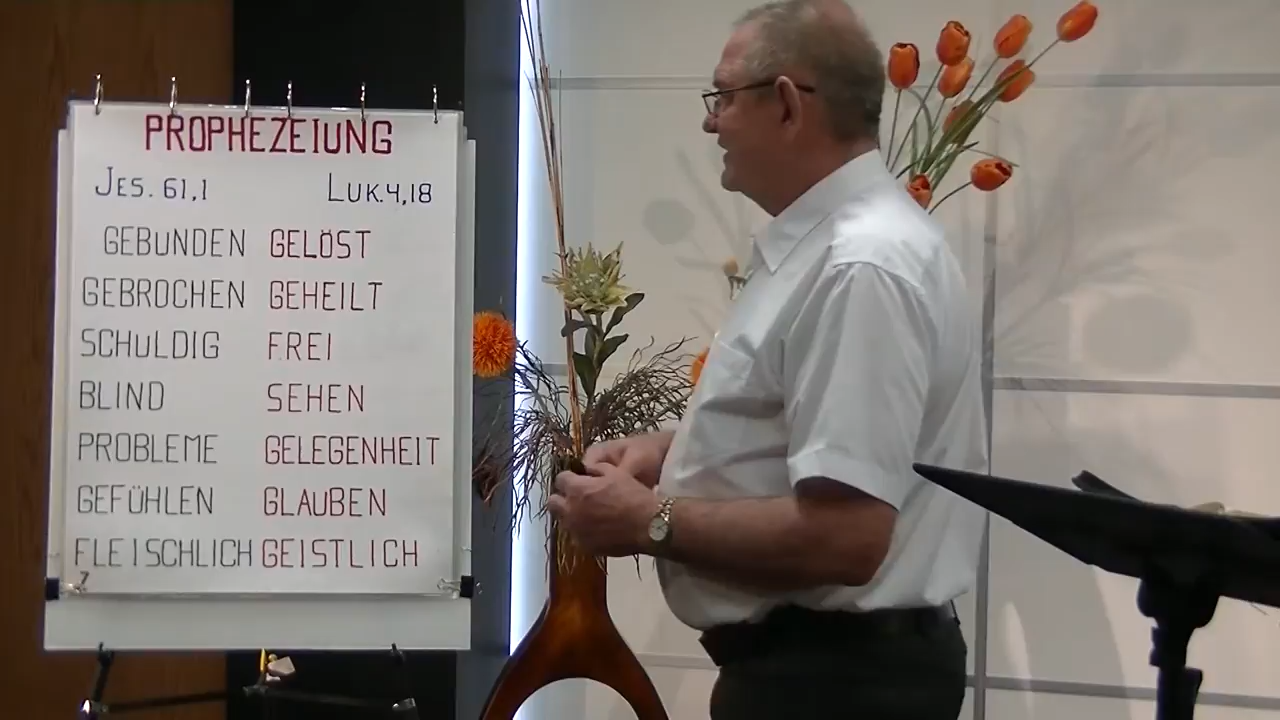 PROPHEZEIUNG
JES. 61,1 LUK.4,18
GEBUNDEN GELÖST
GEBROCHEN GEHEILT
SCHULDIG FREI
BLIND SEHEN
PROBLEME GELEGENHEIT
GEFÜHLEN GLAUBEN
FLEISCHLICH GEISTLICH
7